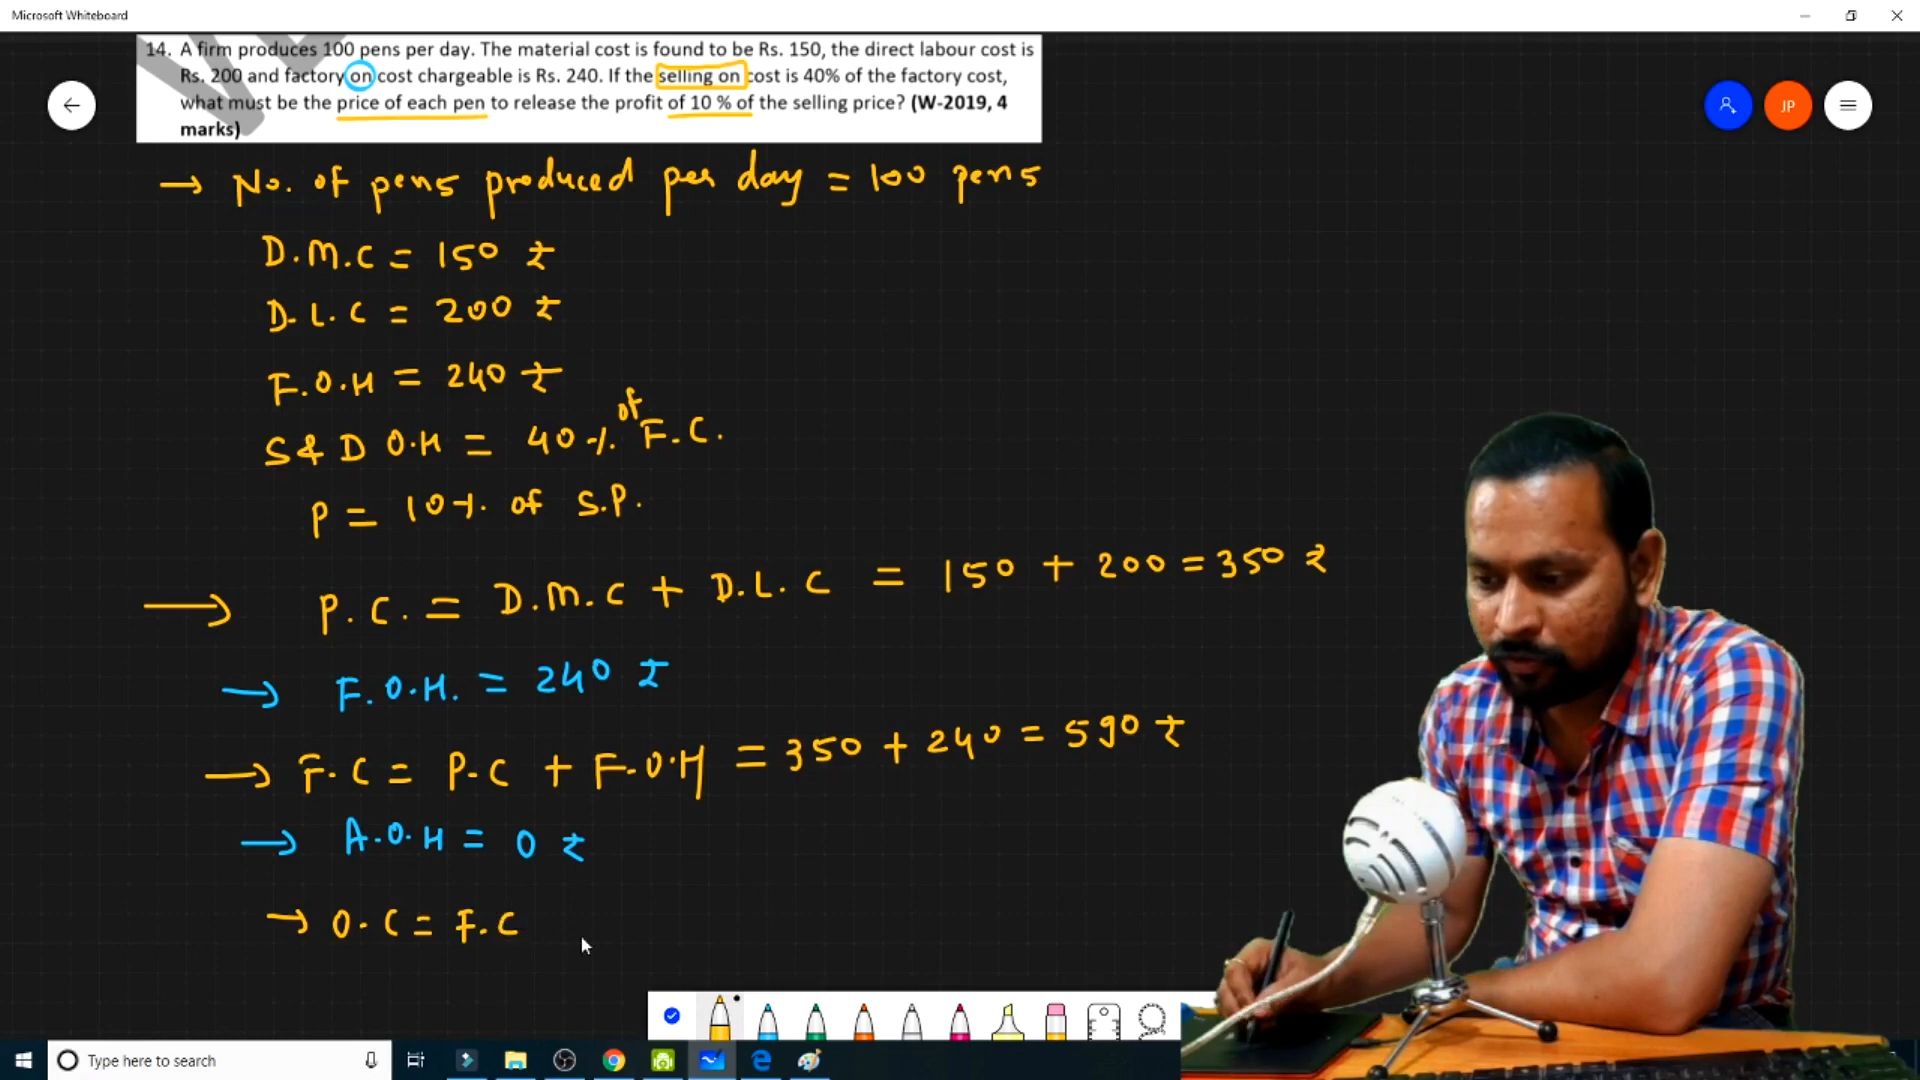 Microsoft Whiteboard
14. A firm produces 100 pens per day. The material cost is found to be Rs. 150, the direct labour cost is
Rs. 200 and factory on cost chargeable is Rs. 240. If the selling on cost is 40% of the factory cost,
what must be the price of each pen to release the profit of 10 % of the selling price? (W-2019, 4
marks)
JP
→ No. of pens produced per day = 100 pens
D.M.C = 150 ₹
D.L.C = 200 ₹
F.O.H = 240 ₹
S & D O.H = 40 % of F.C.
P = 10 % of S.P.
→ P.C. = D.M.C + D.L.C = 150 + 200 = 350 ₹
→ F.O.H. = 240 ₹
→ F.C = P.C + F.O.H = 350 + 240 = 590 ₹
→ A.O.H = 0 ₹
→ O.C = F.C
Type here to search